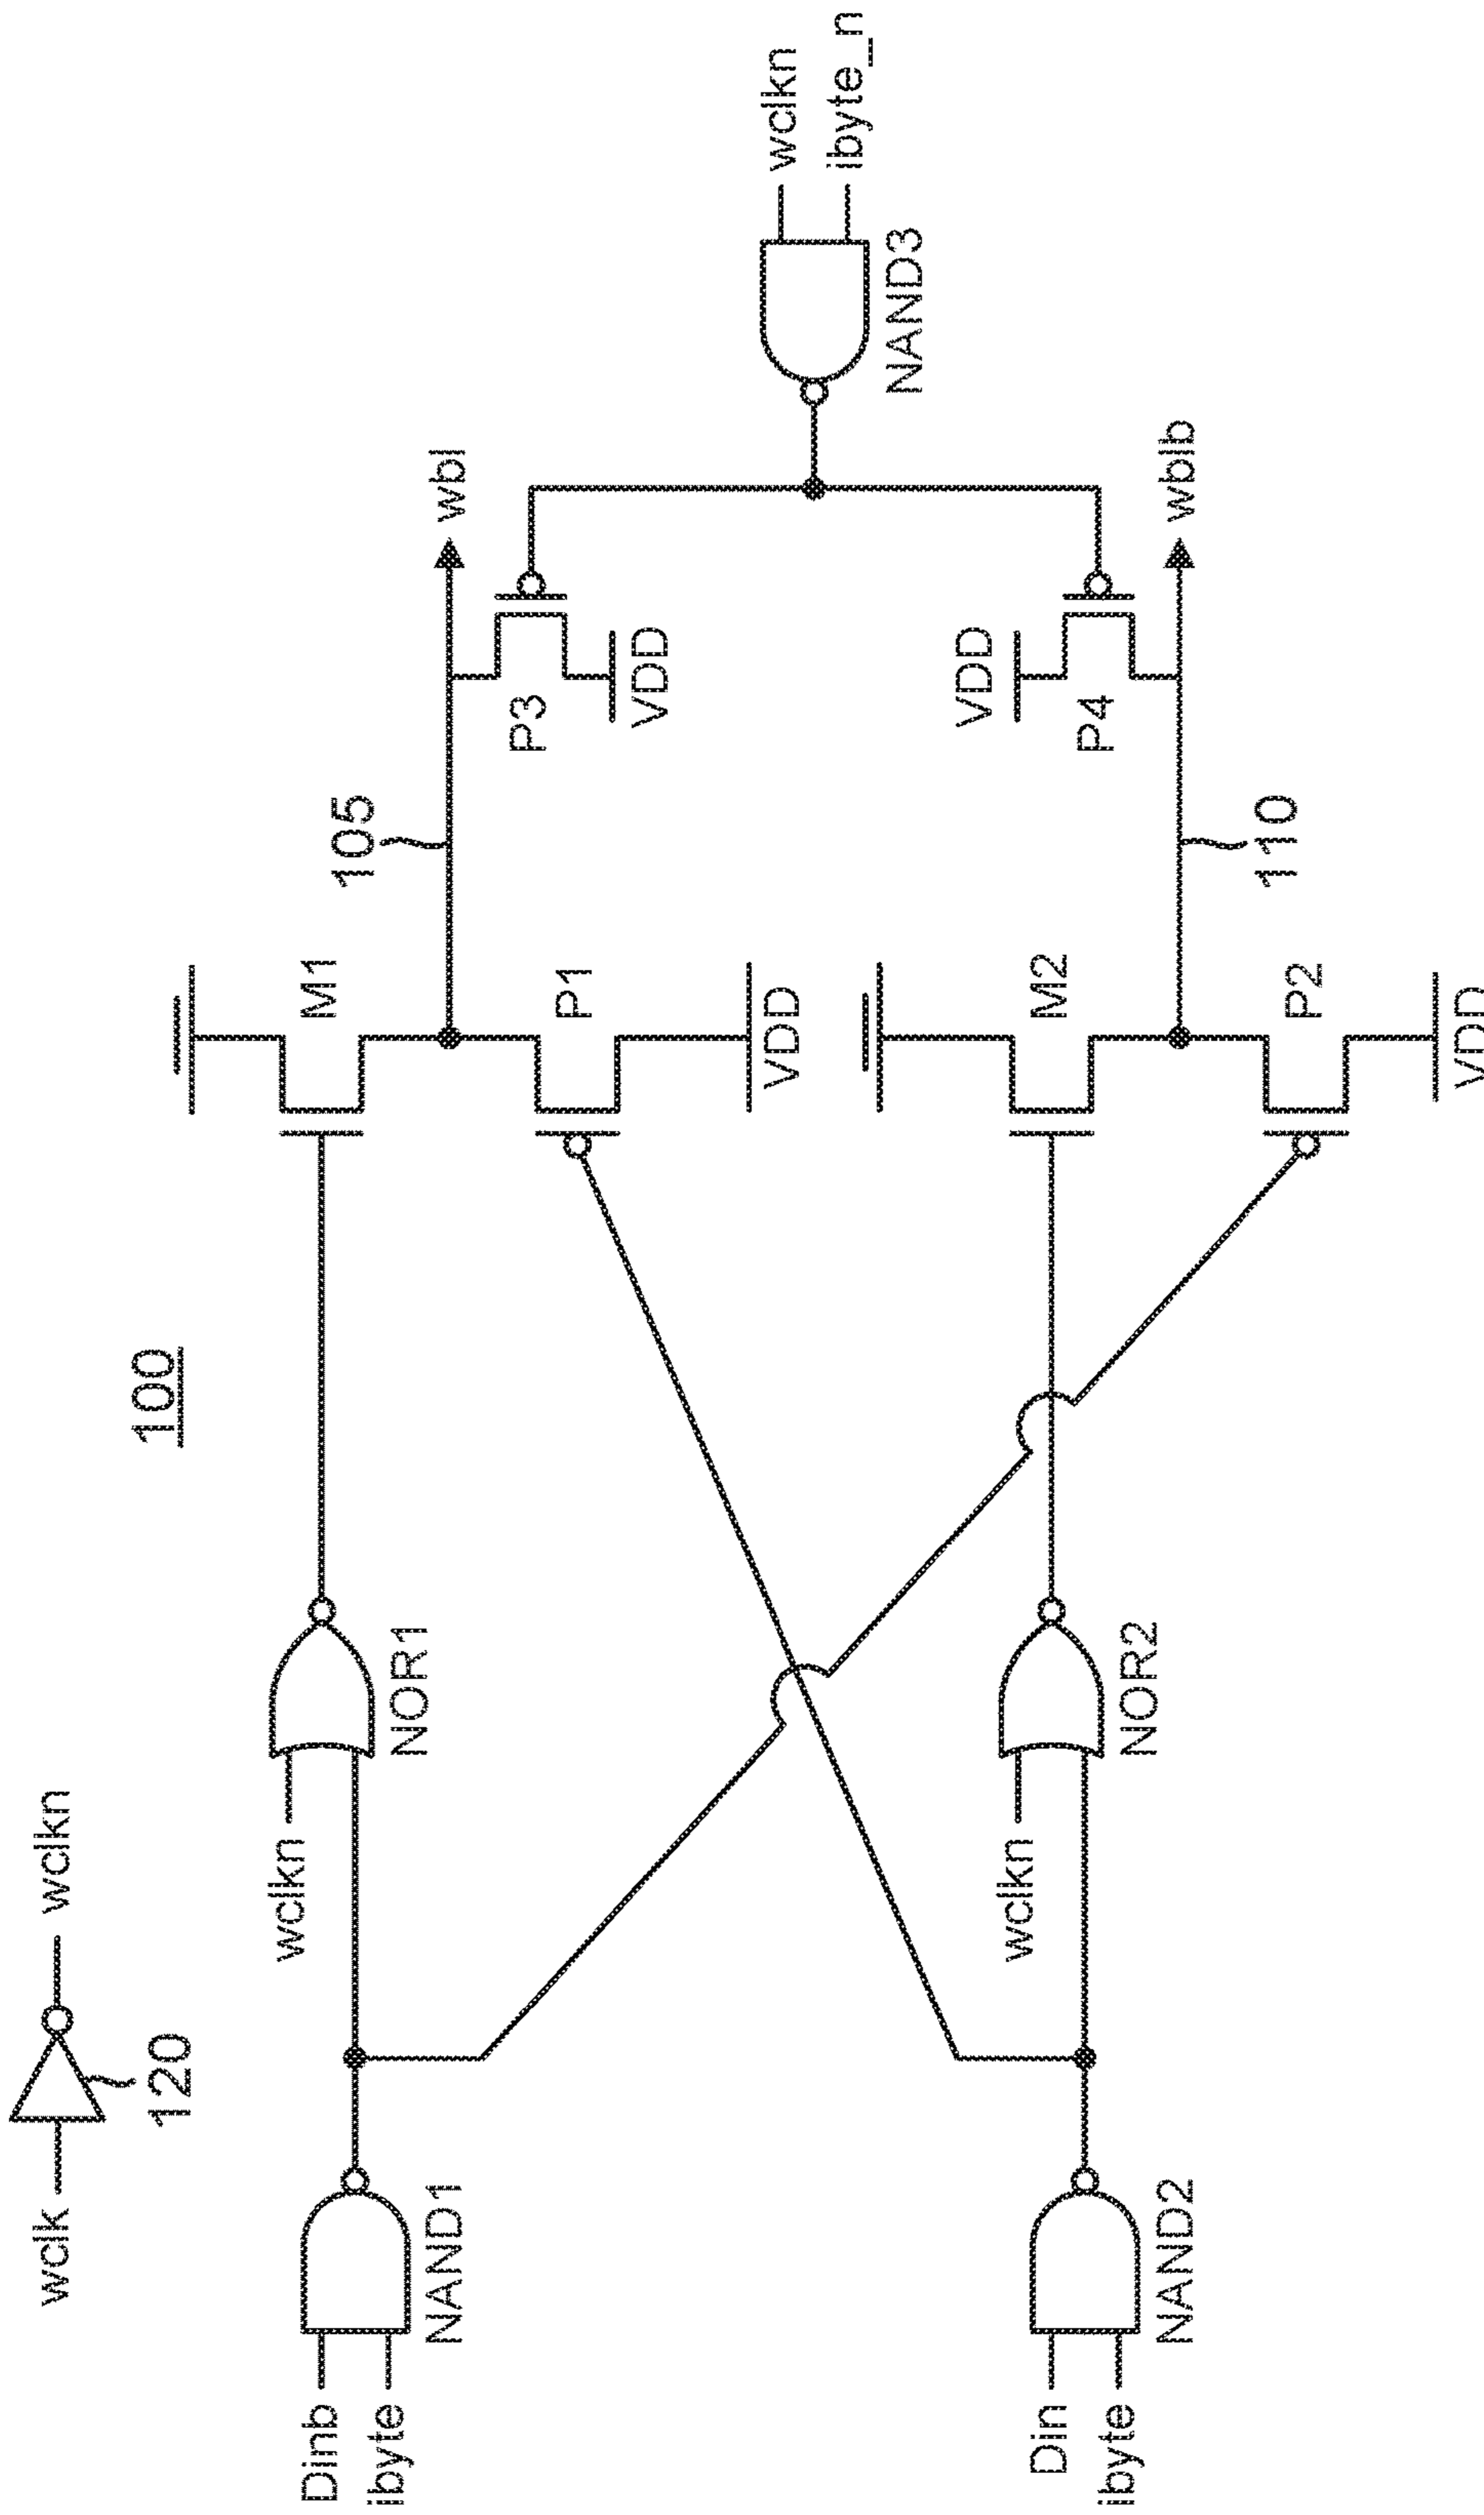 wclk
wclkn
120
100
Dinb
ibyte
NAND1
wclkn
NOR1
M1
105
wbl
P1
VDD
P3
VDD
wclkn
ibyte_n
NAND3
Din
ibyte
NAND2
wclkn
NOR2
M2
VDD
P4
wblb
110
P2
VDD